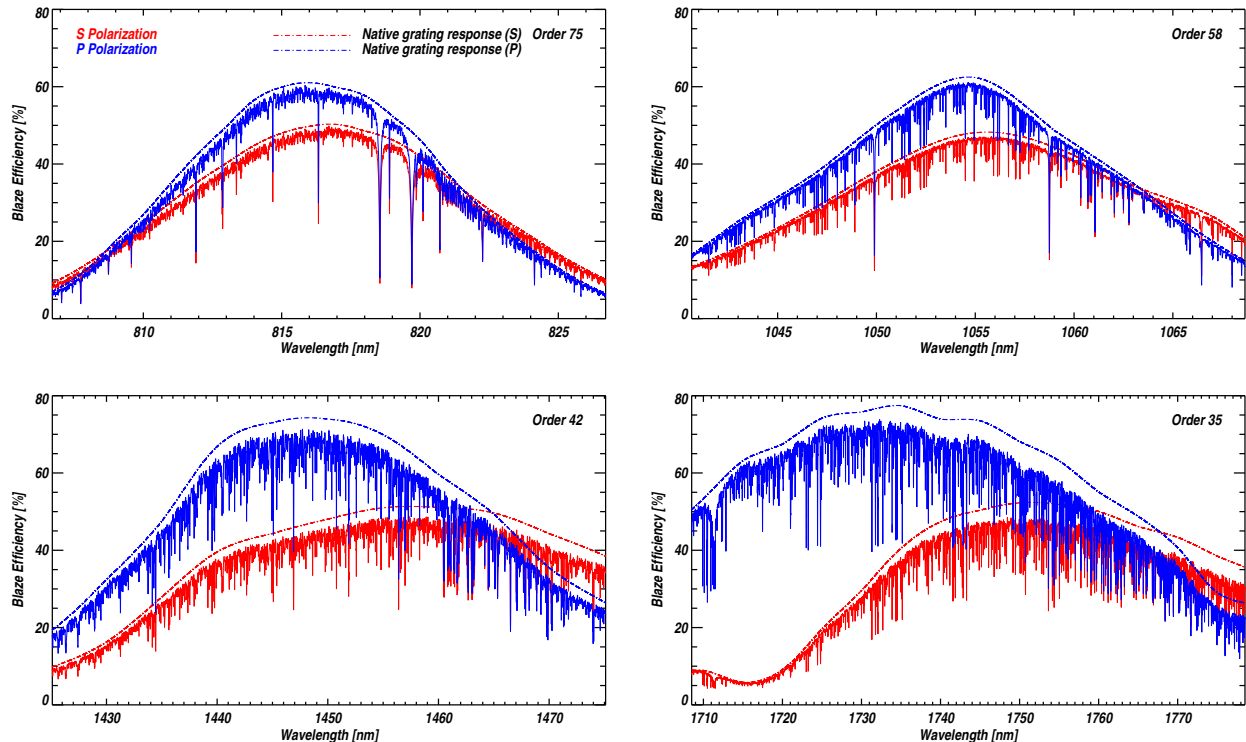 80
60
40
20
0
Blaze Efficiency [%]
S Polarization
P Polarization
Native grating response (S)
Native grating response (P)
Order 75
810 815 820 825
Wavelength [nm]
80
60
40
20
0
Blaze Efficiency [%]
Order 58
1045 1050 1055 1060 1065
Wavelength [nm]
80
60
40
20
0
Blaze Efficiency [%]
Order 42
1430 1440 1450 1460 1470
Wavelength [nm]
80
60
40
20
0
Blaze Efficiency [%]
Order 35
1710 1720 1730 1740 1750 1760 1770
Wavelength [nm]